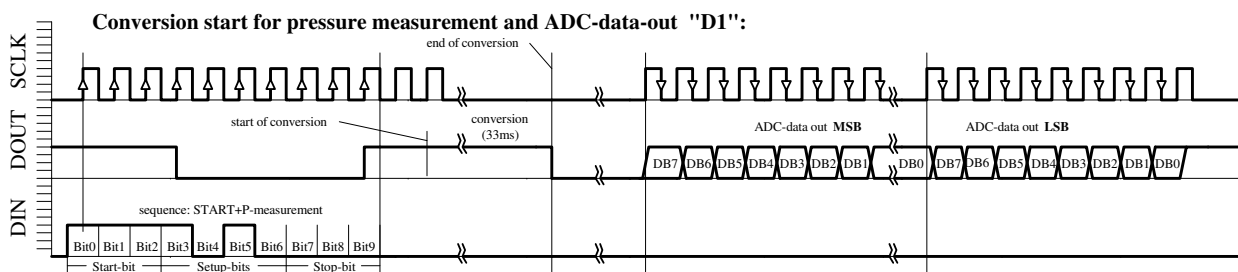 Conversion start for pressure measurement and ADC-data-out "D1":
end of conversion
SCLK
start of conversion
conversion
(33ms)
ADC-data out MSB
ADC-data out LSB
DOUT
DB7 DB6 DB5 DB4 DB3 DB2 DB1 DB0 DB7 DB6 DB5 DB4 DB3 DB2 DB1 DB0
DIN
sequence: START+P-measurement
Bit0 Bit1 Bit2 Bit3 Bit4 Bit5 Bit6 Bit7 Bit8 Bit9
Start-bit Setup-bits Stop-bit